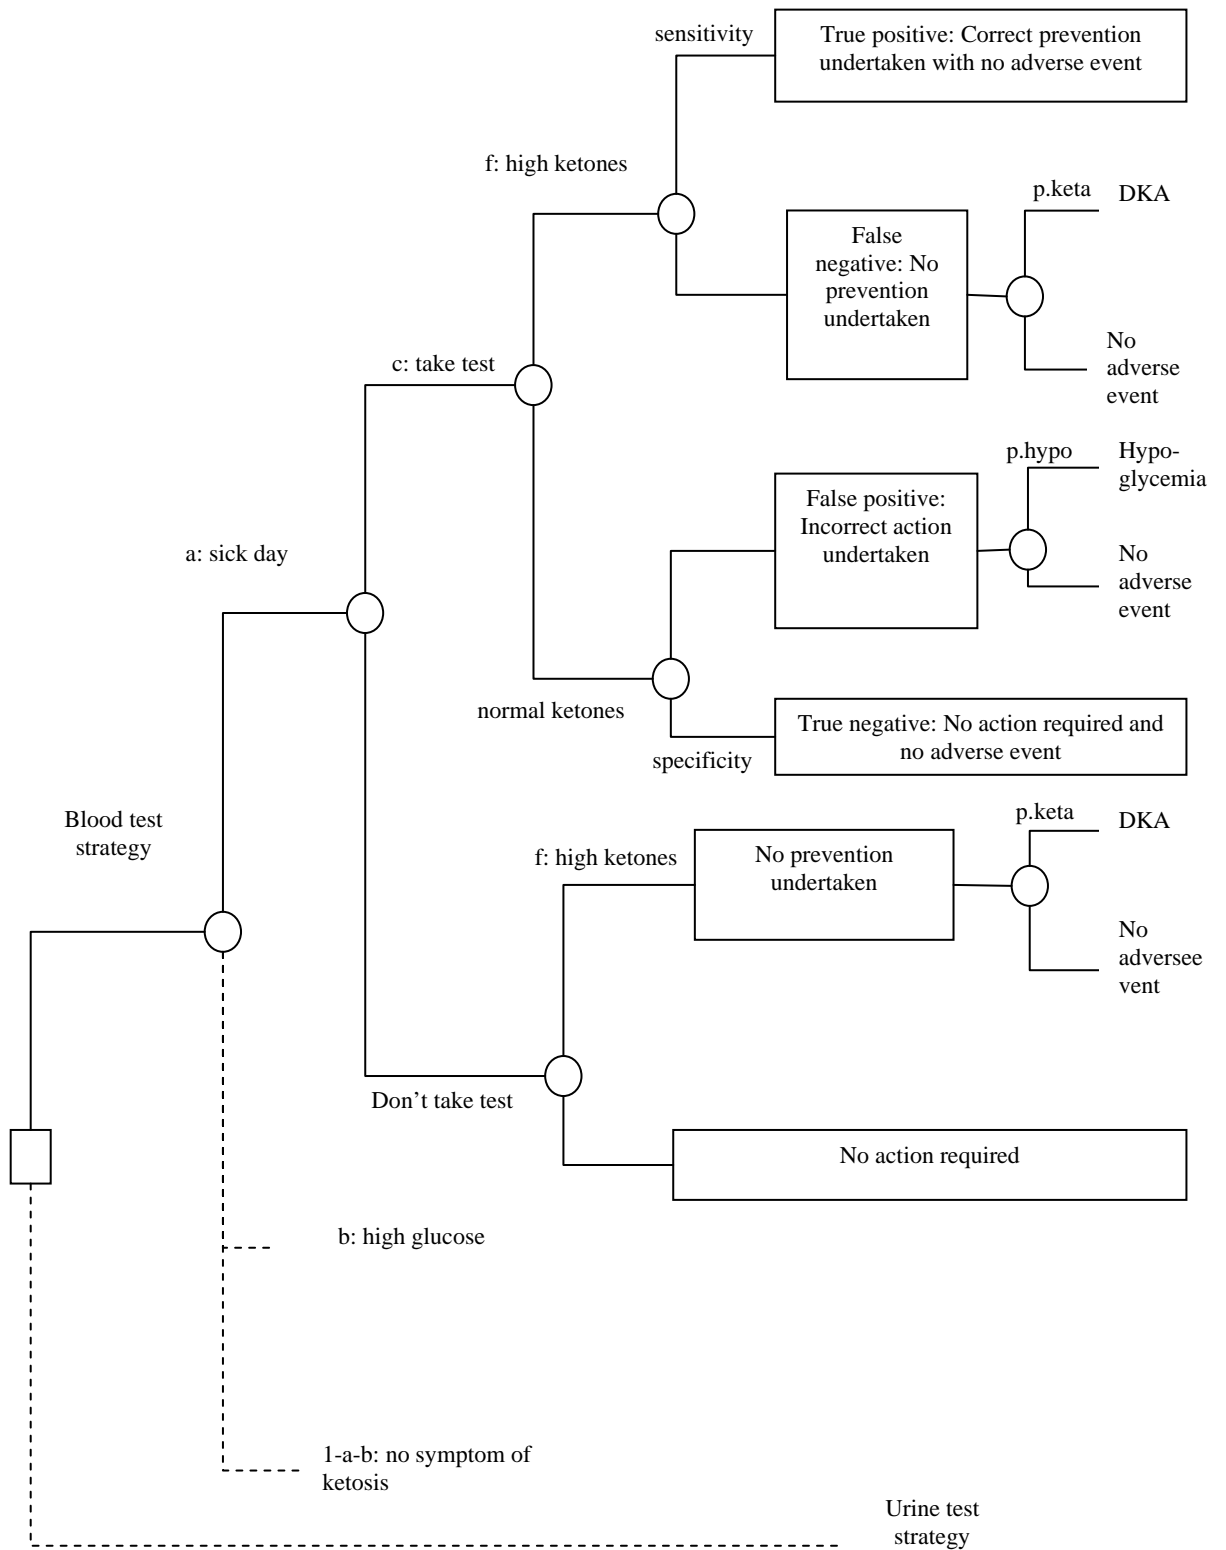 sensitivity
True positive: Correct prevention
undertaken with no adverse event
f: high ketones
p.keta
DKA
False
negative: No
prevention
undertaken
No
adverse
event
c: take test
p.hypo
Hypo-
glycemia
False positive:
Incorrect action
undertaken
No
adverse
event
a: sick day
normal ketones
True negative: No action required and
no adverse event
specificity
Blood test
strategy
p.keta
DKA
f: high ketones
No prevention
undertaken
No
adversee
vent
Don’t take test
No action required
b: high glucose
1-a-b: no symptom of
ketosis
Urine test
strategy